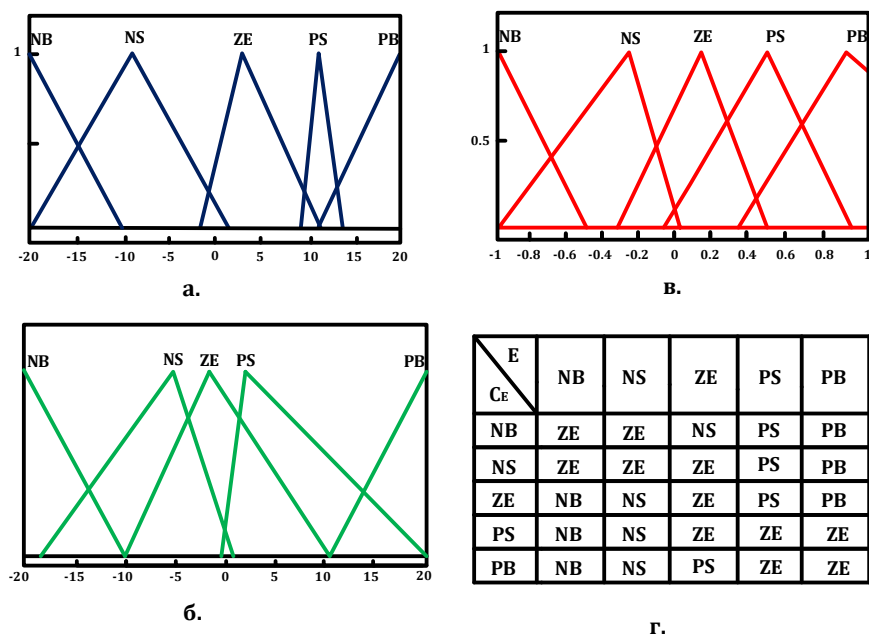 NB NS ZE PS PB
1
-20 -15 -10 -5 0 5 10 15 20
а.
NB NS ZE PS PB
1
0.5
-1 -0.8 -0.6 -0.4 -0.2 0 0.2 0.4 0.6 0.8 1
в.
NB NS ZE PS PB
-20 -15 -10 -5 0 5 10 15 20
б.
E
CE
NB NS ZE PS PB
NB ZE ZE NS PS PB
NS ZE ZE ZE PS PB
ZE NB NS ZE PS PB
PS NB NS ZE ZE ZE
PB NB NS PS ZE ZE
г.